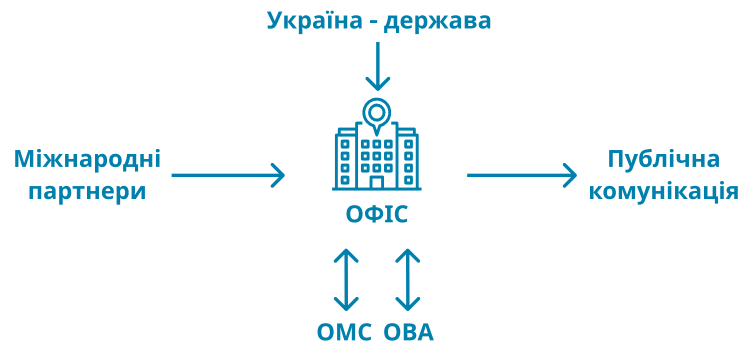 Україна - держава
Міжнародні
партнери
Публічна
комунікація
ОФІС
ОМС ОВА